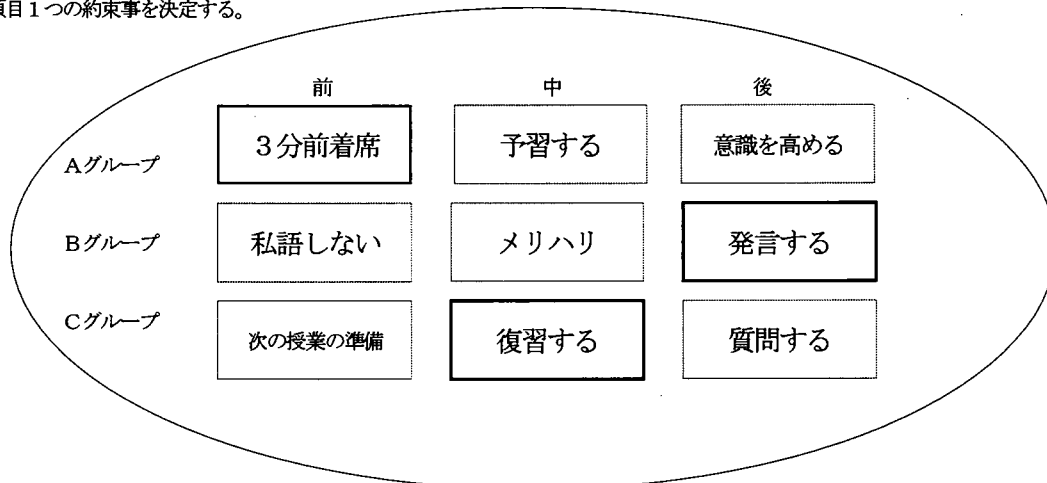 項目１つの約束事を決定する。
前 中 後
Aグループ ３分前着席 予習する 意識を高める
Bグループ 私語しない メリハリ 発言する
Cグループ 次の授業の準備 復習する 質問する